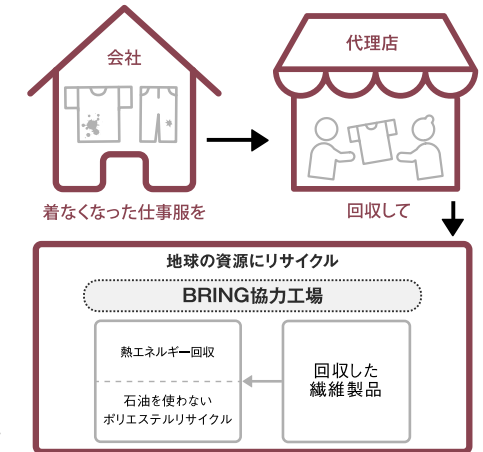 会社
代理店
着なくなった仕事服を
回収して
地球の資源にリサイクル
BRING協力工場
熱エネルギー回収
石油を使わない
ポリエステルリサイクル
回収した
繊維製品